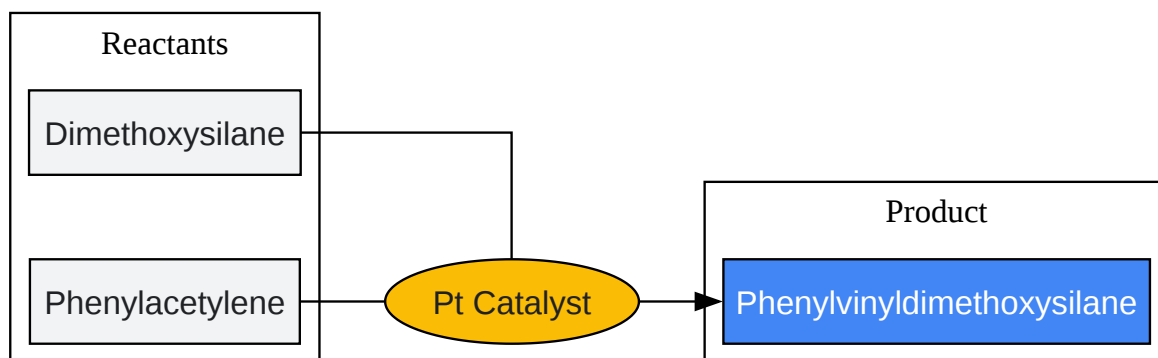 Reactants
Dimethoxysilane
Phenylacetylene
Pt Catalyst
Product
Phenylvinyldimethoxysilane